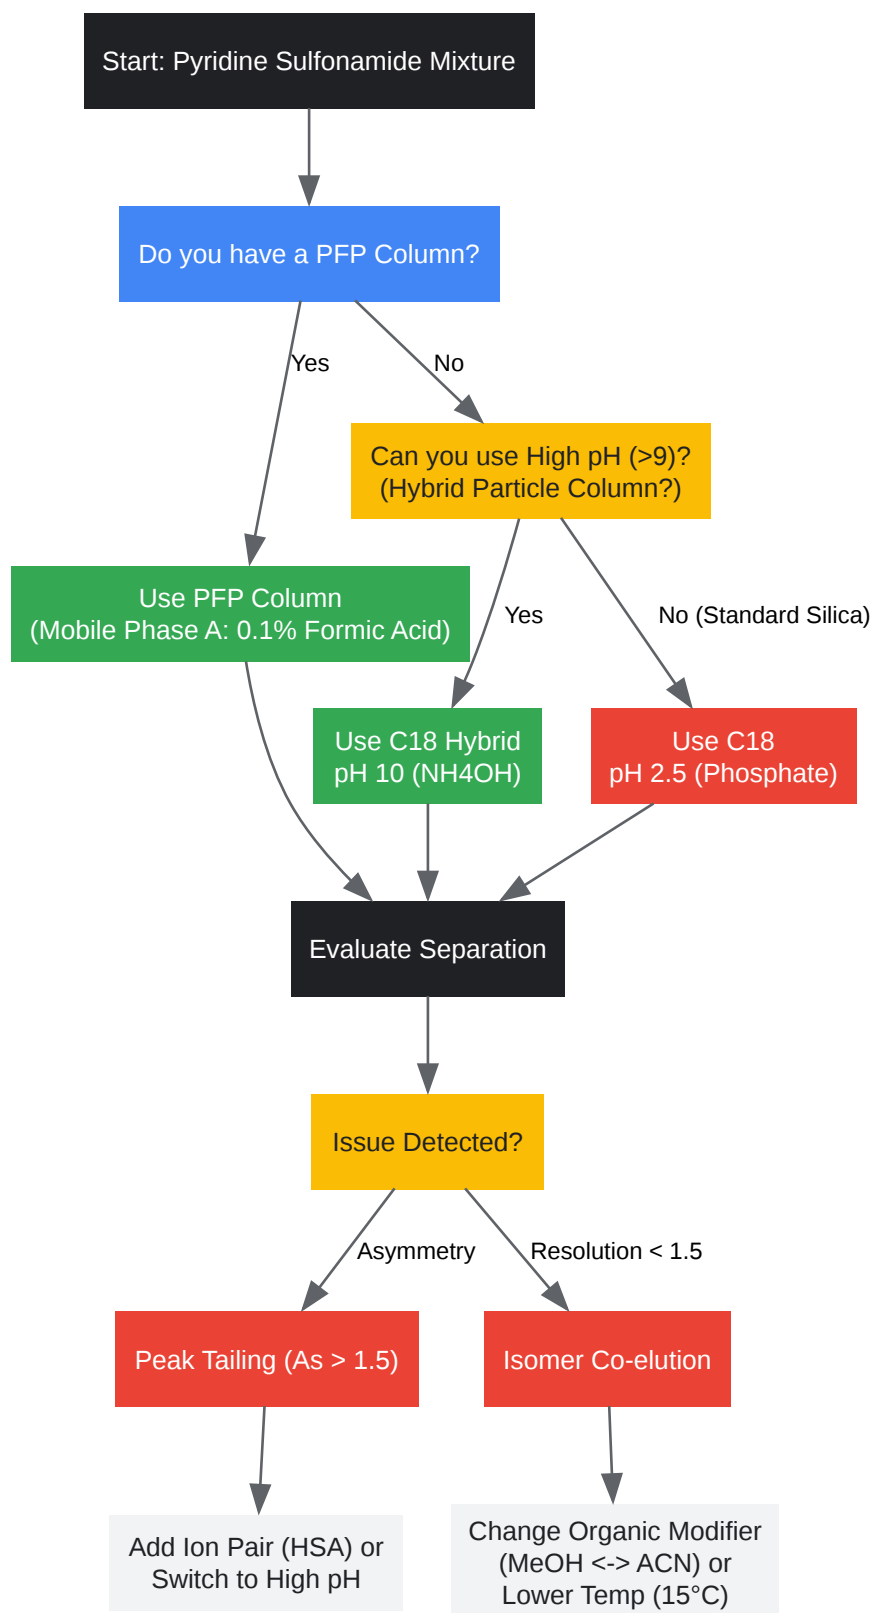 Start: Pyridine Sulfonamide Mixture
Do you have a PFP Column?
Yes
No
Can you use High pH (>9)?
(Hybrid Particle Column?)
Use PFP Column
(Mobile Phase A: 0.1% Formic Acid)
Yes
No (Standard Silica)
Use C18 Hybrid
pH 10 (NH4OH)
Use C18
pH 2.5 (Phosphate)
Evaluate Separation
Issue Detected?
Asymmetry
Resolution < 1.5
Peak Tailing (As > 1.5)
Isomer Co-elution
Add Ion Pair (HSA) or
Switch to High pH
Change Organic Modifier
(MeOH <-> ACN) or
Lower Temp (15°C)